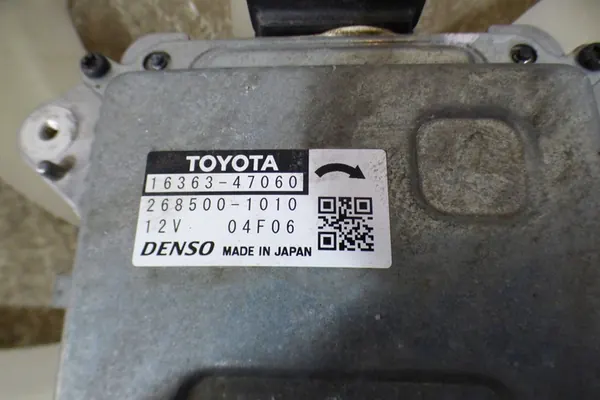 TOYOTA
16363-47060
268500-1010
12V 04F06
DENSO MADE IN JAPAN